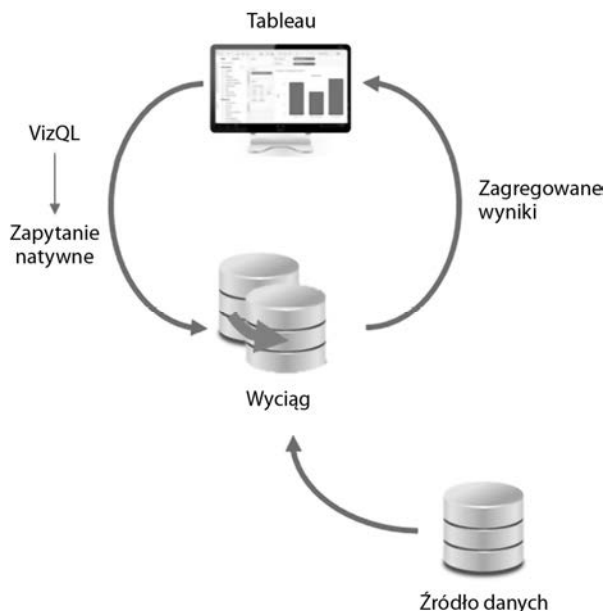 Tableau
VizQL
Zapytanie
natywne
Zagregowane
wyniki
Wyciąg
Źródło danych